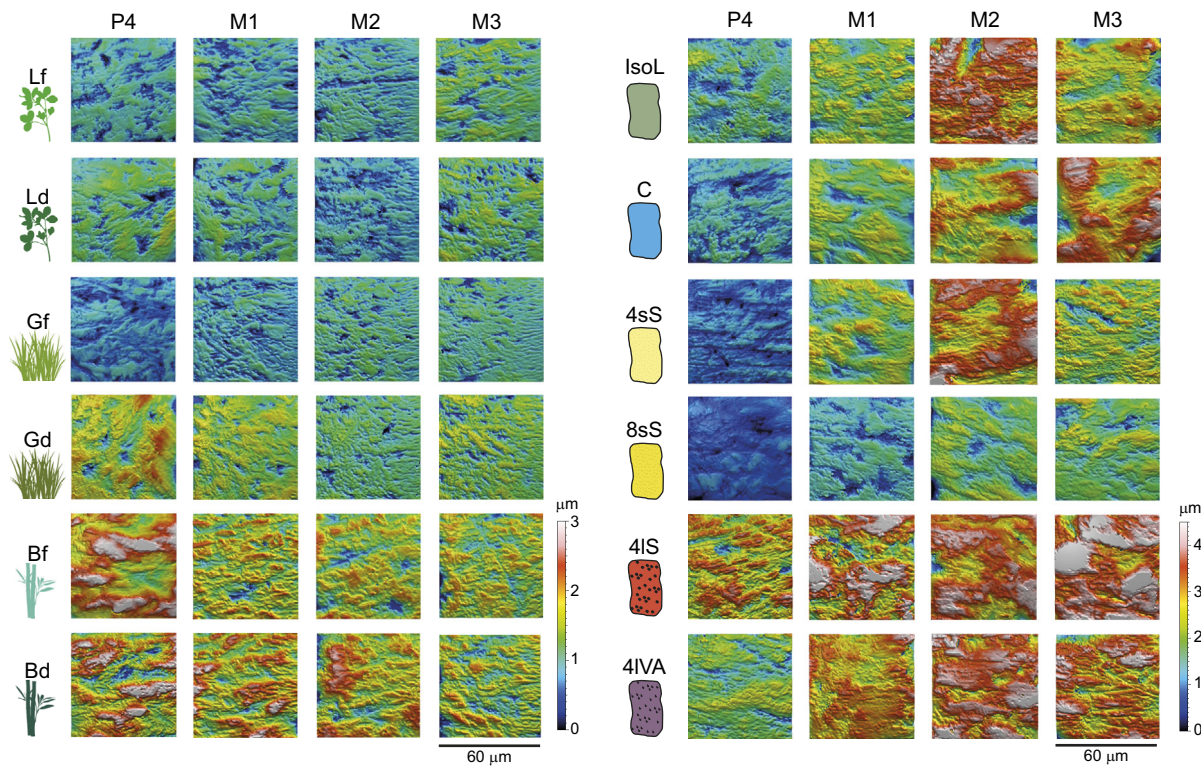 P4 M1 M2 M3
Lf
Ld
Gf
Gd
Bf
Bd
μm
3
2
1
0
60 μm
P4 M1 M2 M3
IsoL
C
4sS
8sS
4lS
4lVA
μm
4
3
2
1
0
60 μm